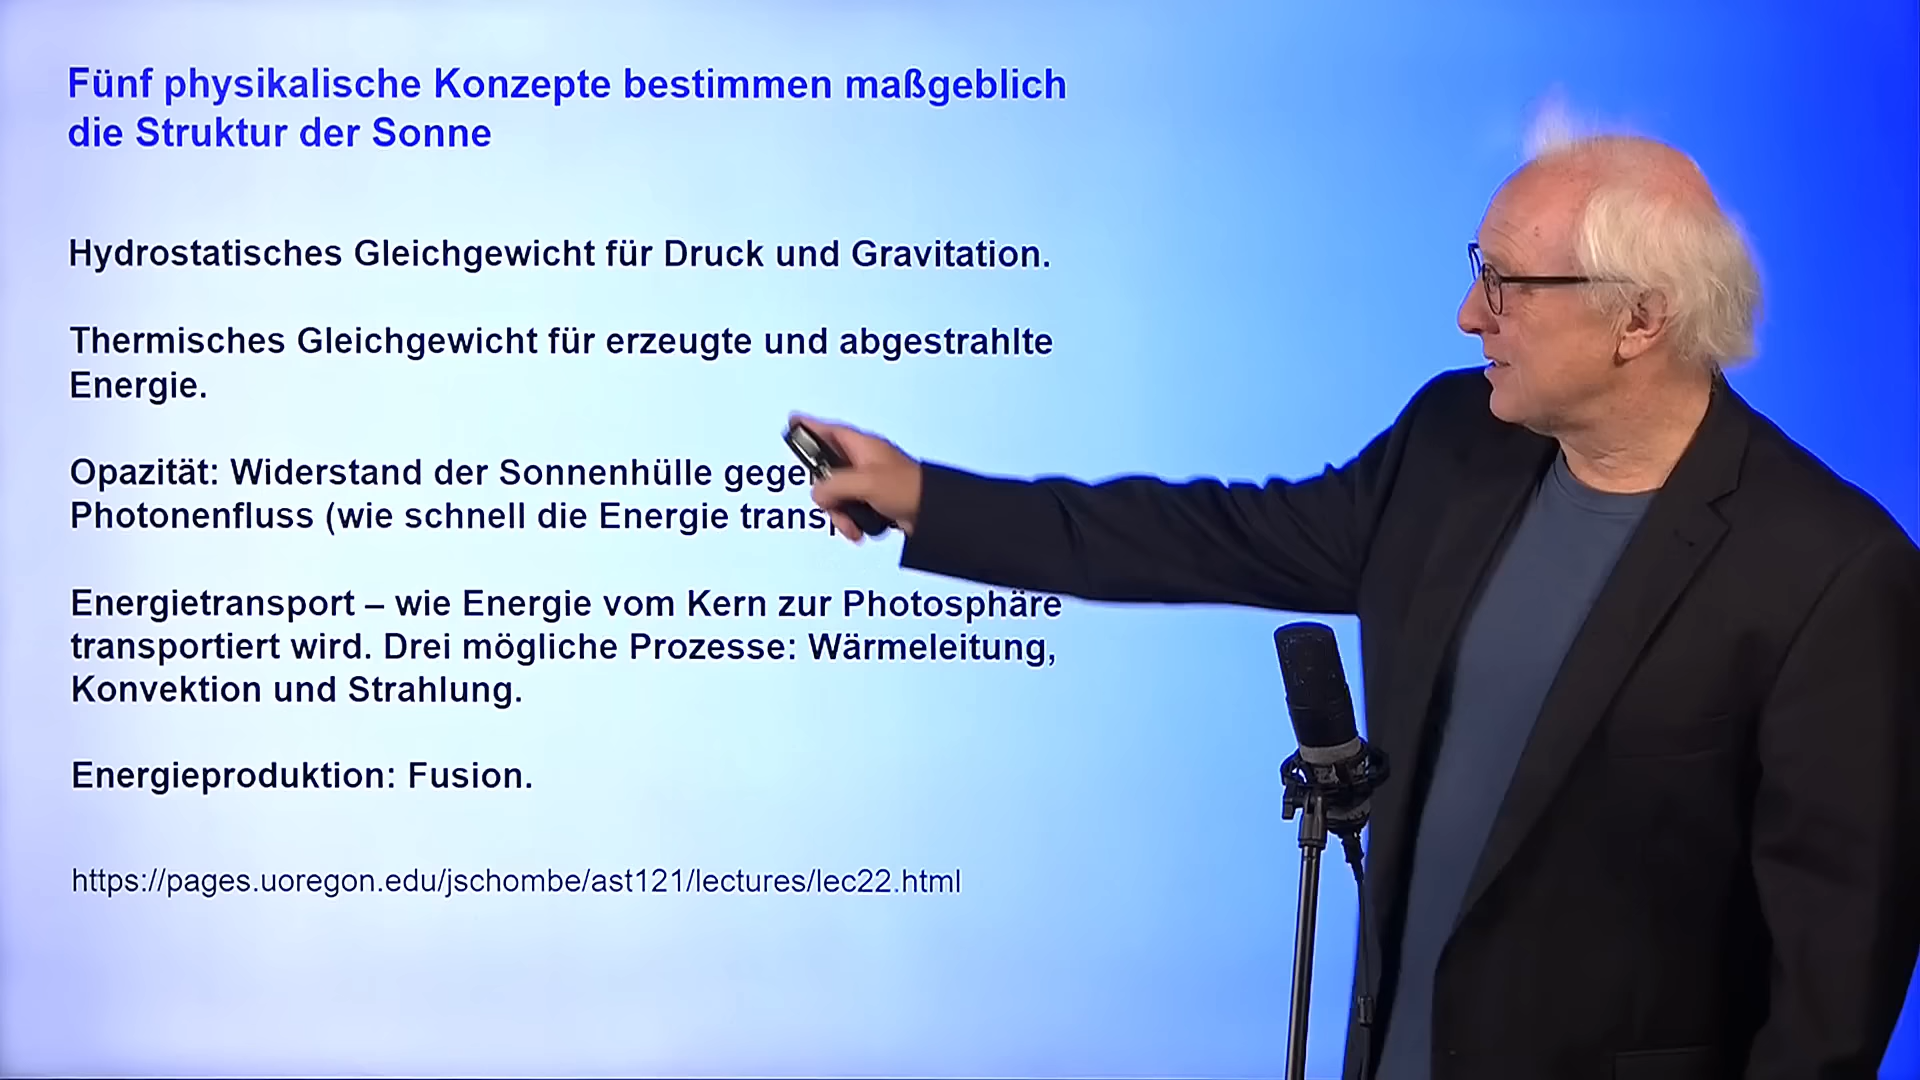 Fünf physikalische Konzepte bestimmen maßgeblich
die Struktur der Sonne
Hydrostatisches Gleichgewicht für Druck und Gravitation.
Thermisches Gleichgewicht für erzeugte und abgestrahlte
Energie.
Opazität: Widerstand der Sonnenhülle
Photonenfluss (wie schnell die Energie
Energietransport – wie Energie vom Kern zur Photosphäre
transportiert wird. Drei mögliche Prozesse: Wärmeleitung,
Konvektion und Strahlung.
Energieproduktion: Fusion.
https://pages.uoregon.edu/jschombe/ast121/lectures/lec22.html